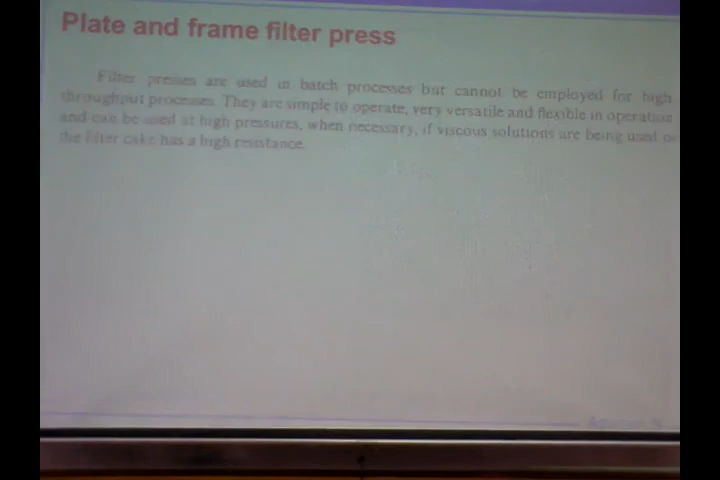 Plate and frame filter press
Filter presses are used in batch processes but cannot be employed for high
throughput processes. They are simple to operate, very versatile and flexible in operation
and can be used at high pressures, when necessary, if viscous solutions are being used or
the filter cake has a high resistance.